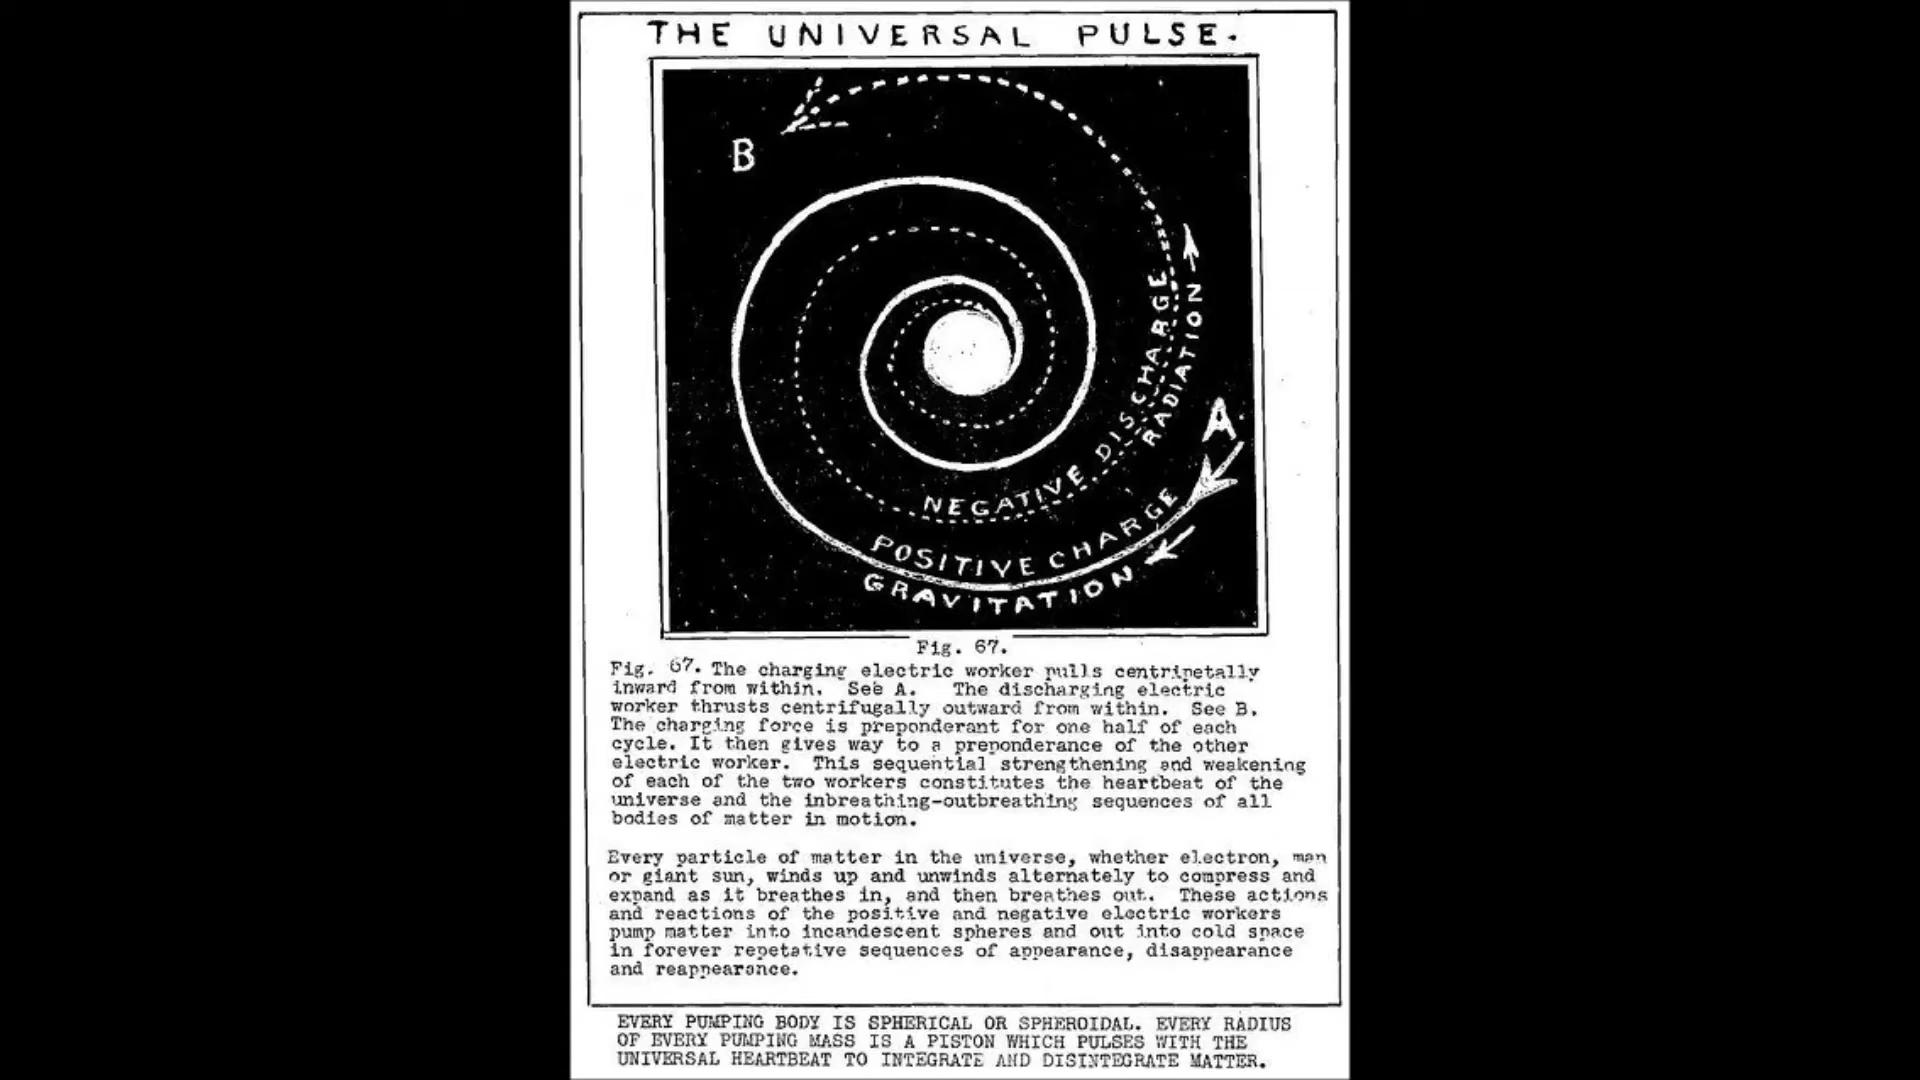 THE UNIVERSAL PULSE.
B
A
NEGATIVE DISCHARGE
RADIATION
POSITIVE CHARGE
GRAVITATION
Fig. 67.
Fig. 67. The charging electric worker pulls centripetally
inward from within. See A. The discharging electric
worker thrusts centrifugally outward from within. See B.
The charging force is preponderant for one half of each
cycle. It then gives way to a preponderance of the other
electric worker. This sequential strengthening and weakening
of each of the two workers constitutes the heartbeat of the
universe and the inbreathing-outbreathing sequences of all
bodies of matter in motion.
Every particle of matter in the universe, whether electron, man
or giant sun, winds up and unwinds alternately to compress and
expand as it breathes in, and then breathes out. These actions
and reactions of the positive and negative electric workers
pump matter into incandescent spheres and out into cold space
in forever repetative sequences of appearance, disappearance
and reappearance.
EVERY PUMPING BODY IS SPHERICAL OR SPHEROIDAL. EVERY RADIUS
OF EVERY PUMPING MASS IS A PISTON WHICH PULSES WITH THE
UNIVERSAL HEARTBEAT TO INTEGRATE AND DISINTEGRATE MATTER.